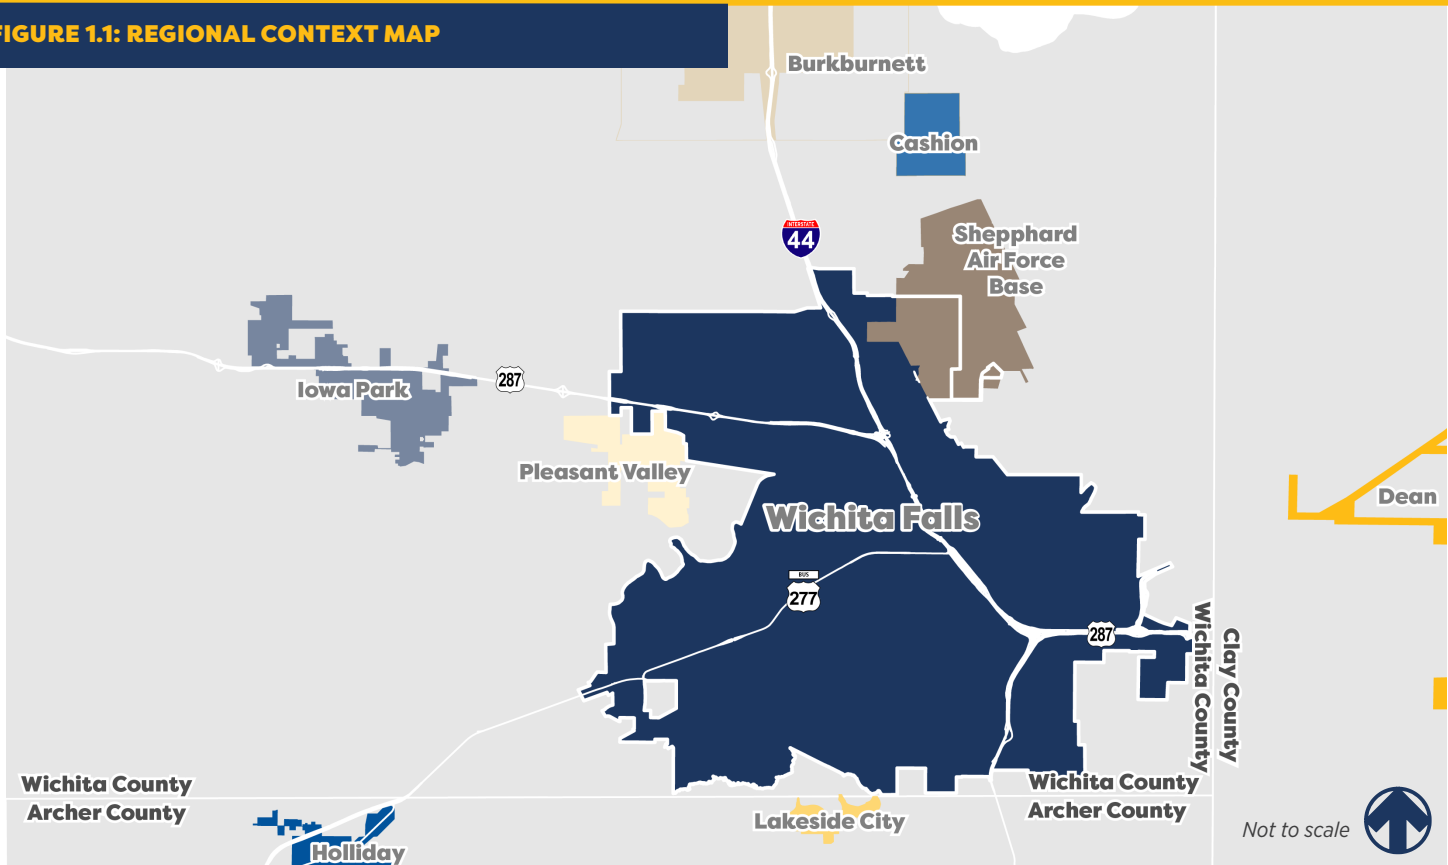 FIGURE 1.1: REGIONAL CONTEXT MAP
Burkburnett
Cashion
INTERSTATE
44
Shepphard
Air Force
Base
287
Iowa Park
Pleasant Valley
Dean
Wichita Falls
BUS
277
287
Wichita County
Clay County
Wichita County
Archer County
Wichita County
Archer County
Lakeside City
Holliday
Not to scale